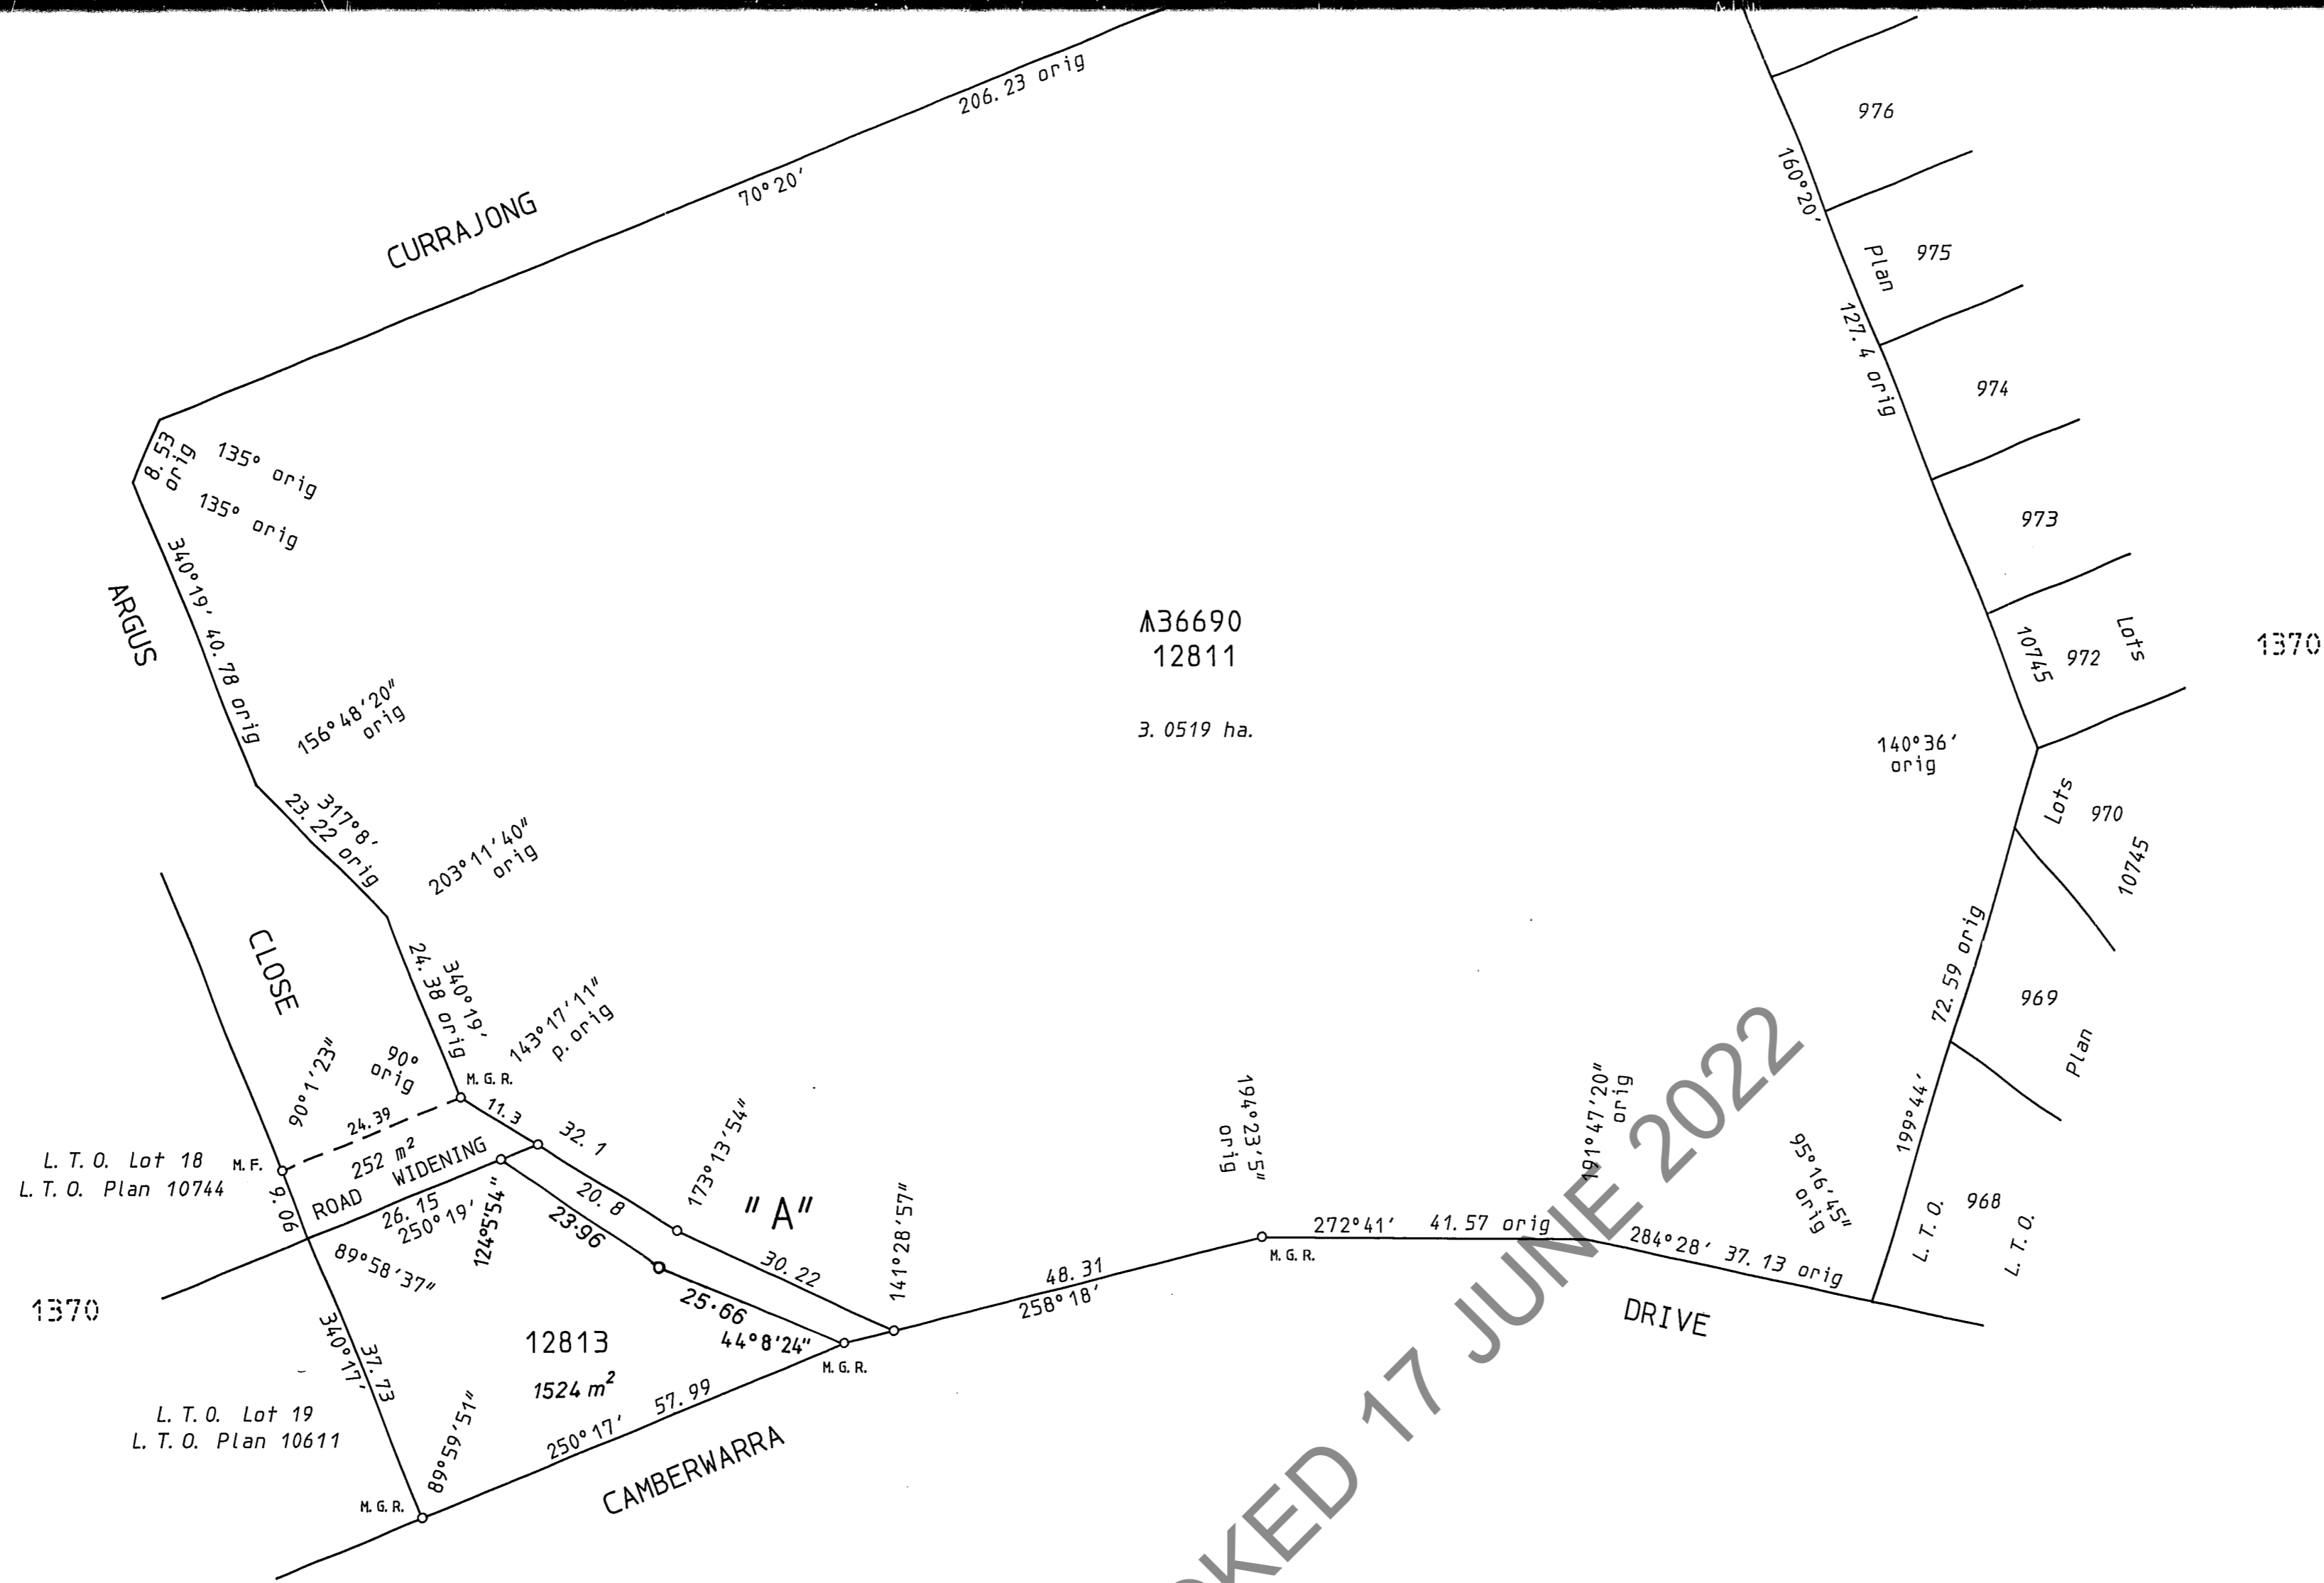 206.23 orig
70°20'
CURRAJONG
976
160°20'
Plan
975
127.4 orig
974
973
Lots
10745
972
1370
8.53
orig
135° orig
135° orig
340°19' 40.78 orig
ARGUS
156°48'20"
orig
⩚36690
12811
3.0519 ha.
140°36'
orig
317°8'
23.22 orig
203°11'40"
orig
Lots
970
10745
CLOSE
340°19'
24.38 orig
143°17'11"
p. orig
72.59 orig
969
Plan
199°44'
90°1'23"
90°
orig
M.G.R.
24.39
11.3
32.1
173°13'54"
194°23'5"
orig
191°47'20"
orig
95°16'45"
orig
L.T.O. Lot 18
L.T.O. Plan 10744
M.F.
252 m²
ROAD WIDENING
9.06
26.15
250°19'
124°5'54"
20.8
23·96
"A"
141°28'57"
30.22
968
L.T.O.
L.T.O.
272°41' 41.57 orig
M.G.R.
284°28' 37.13 orig
48.31
258°18'
DRIVE
1370
89°58'37"
25·66
44°8'24"
M.G.R.
12813
1524 m²
37.73
340°17'
57.99
250°17'
89°59'51"
L.T.O. Lot 19
L.T.O. Plan 10611
M.G.R.
CAMBERWARRA
KED 17 JUNE 2022